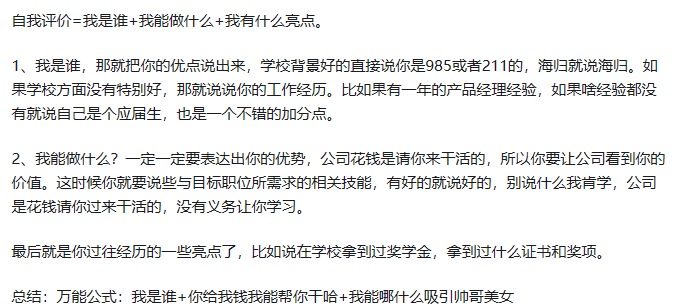 自我评价=我是谁+我能做什么+我有什么亮点。
1、我是谁，那就把你的优点说出来，学校背景好的直接说你是985或者211的，海归就说海归。如
果学校方面没有特别好，那就说说你的工作经历。比如果有一年的产品经理经验，如果啥经验都没
有就说自己是个应届生，也是一个不错的加分点。
2、我能做什么？一定一定要表达出你的优势，公司花钱是请你来干活的，所以你要让公司看到你的
价值。这时候你就要说些与目标职位所需求的相关技能，有好的就说好的，别说什么我肯学，公司
是花钱请你过来干活的，没有义务让你学习。
最后就是你过往经历的一些亮点了，比如说在学校拿到过奖学金，拿到过什么证书和奖项。
总结：万能公式：我是谁+你给我钱我能帮你干哈+我能哪什么吸引帅哥美女